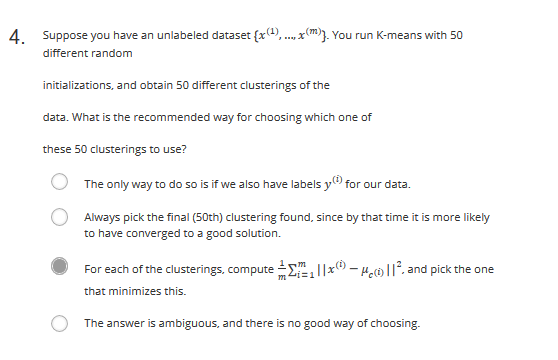 4. Suppose you have an unlabeled dataset {x⁽¹⁾, ..., x⁽ᵐ⁾}. You run K-means with 50
different random
initializations, and obtain 50 different clusterings of the
data. What is the recommended way for choosing which one of
these 50 clusterings to use?
The only way to do so is if we also have labels y⁽ⁱ⁾ for our data.
Always pick the final (50th) clustering found, since by that time it is more likely
to have converged to a good solution.
For each of the clusterings, compute \frac{1}{m}\sum_{i=1}^{m}||x^{(i)} − μ_{c^{(i)}}||^2, and pick the one
that minimizes this.
The answer is ambiguous, and there is no good way of choosing.